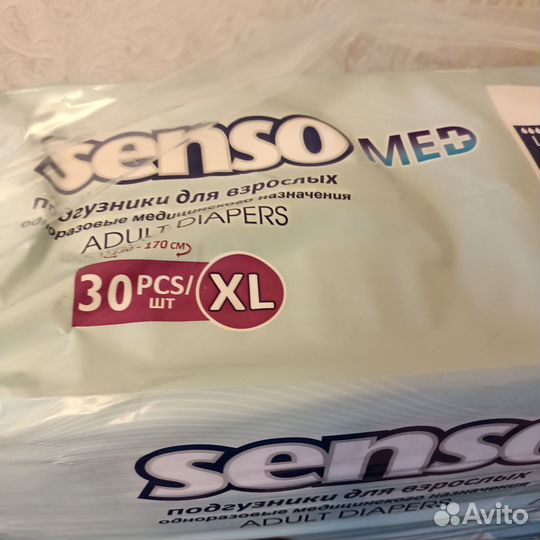 senso MED
подгузники для взрослых
одноразовые медицинского назначения
ADULT DIAPERS
130 - 170 см
30 PCS/ШТ XL
senso
подгузники для взрослых
одноразовые медицинского назначения
ADULT DIAPERS
Avito